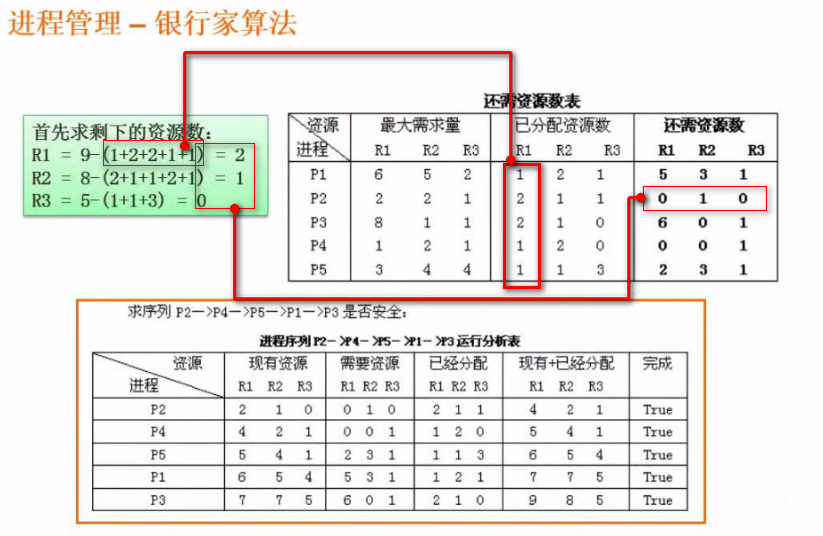 进程管理 – 银行家算法
首先求剩下的资源数:
R1 = 9-(1+2+2+1+1) = 2
R2 = 8-(2+1+1+2+1) = 1
R3 = 5-(1+1+3) = 0
还需资源数表
资源 最大需求量 已分配资源数 还需资源数
进程 R1 R2 R3 R1 R2 R3 R1 R2 R3
P1 6 5 2 1 2 1 5 3 1
P2 2 2 1 2 1 1 0 1 0
P3 8 1 1 2 1 0 6 0 1
P4 1 2 1 1 2 0 0 0 1
P5 3 4 4 1 1 3 2 3 1
求序列 P2—>P4—>P5—>P1—>P3 是否安全:
进程序列P2—>P4—>P5—>P1—>P3运行分析表
资源 现有资源 需要资源 已经分配 现有+已经分配 完成
进程 R1 R2 R3 R1 R2 R3 R1 R2 R3 R1 R2 R3
P2 2 1 0 0 1 0 2 1 1 4 2 1 True
P4 4 2 1 0 0 1 1 2 0 5 4 1 True
P5 5 4 1 2 3 1 1 1 3 6 5 4 True
P1 6 5 4 5 3 1 1 2 1 7 7 5 True
P3 7 7 5 6 0 1 2 1 0 9 8 5 True